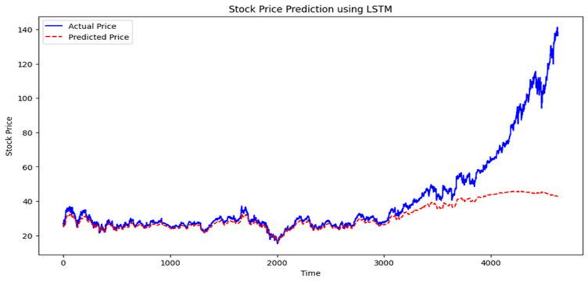 Stock Price Prediction using LSTM
Actual Price
Predicted Price
140
120
100
80
60
40
20
Stock Price
0 1000 2000 3000 4000
Time